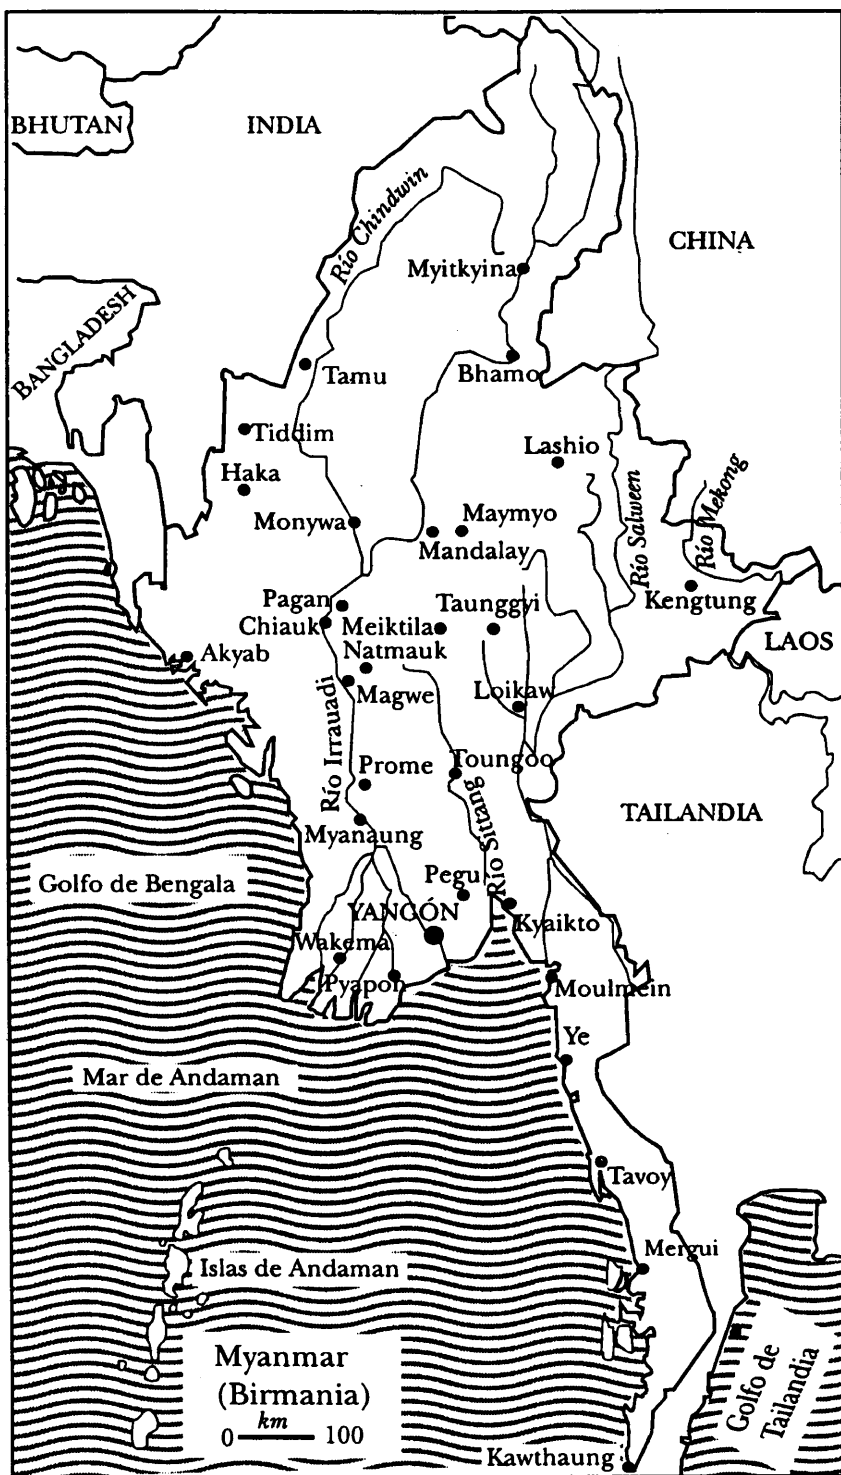 BHUTAN
INDIA
Río Chindwin
CHINA
Myitkyina
BANGLADESH
Tamu
Bhamo
Tiddim
Lashio
Haka
Río Salween
Río Mekong
Monywa
Maymyo
Mandalay
Pagan
Taunggyi
Kengtung
Chiauk
Meiktila
LAOS
Akyab
Natmauk
Magwe
Loikaw
Río Irrauadi
Prome
Toungoo
Río Sittang
TAILANDIA
Myanaung
Golfo de Bengala
Pegu
YANGÓN
Kyaikto
Wakema
Pyapon
Moulmein
Ye
Mar de Andaman
Tavoy
Mergui
Islas de Andaman
Golfo de
Tailandia
Myanmar
(Birmania)
km
0 100
Kawthaung